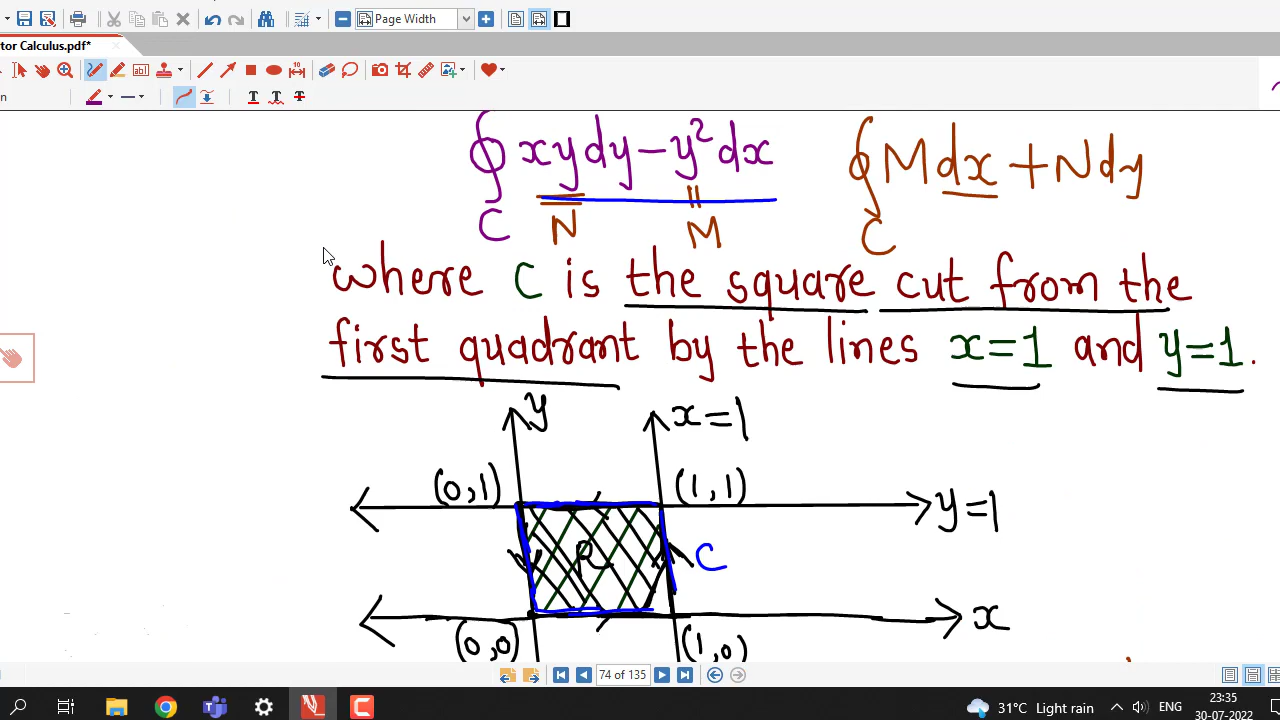 Page Width
tor Calculus.pdf*
∮ xydy − y² dx    ∮ Mdx + Ndy
C N M C
where C is the square cut from the
first quadrant by the lines x=1 and y=1.
y x=1
(0,1) (1,1)
y=1
R C
x
(0,0) (1,0)
74 of 135
31°C Light rain
23:35
30-07-2022